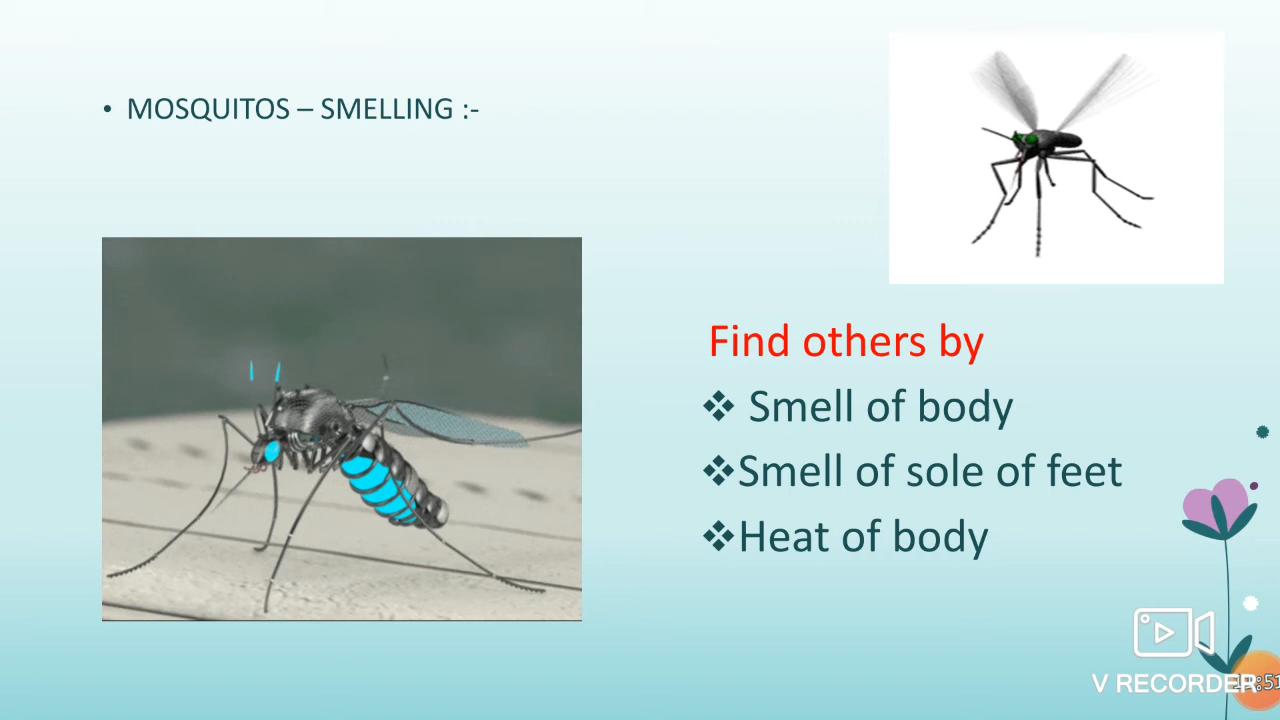 • MOSQUITOS – SMELLING :-
Find others by
❖ Smell of body
❖Smell of sole of feet
❖Heat of body
V RECORDER